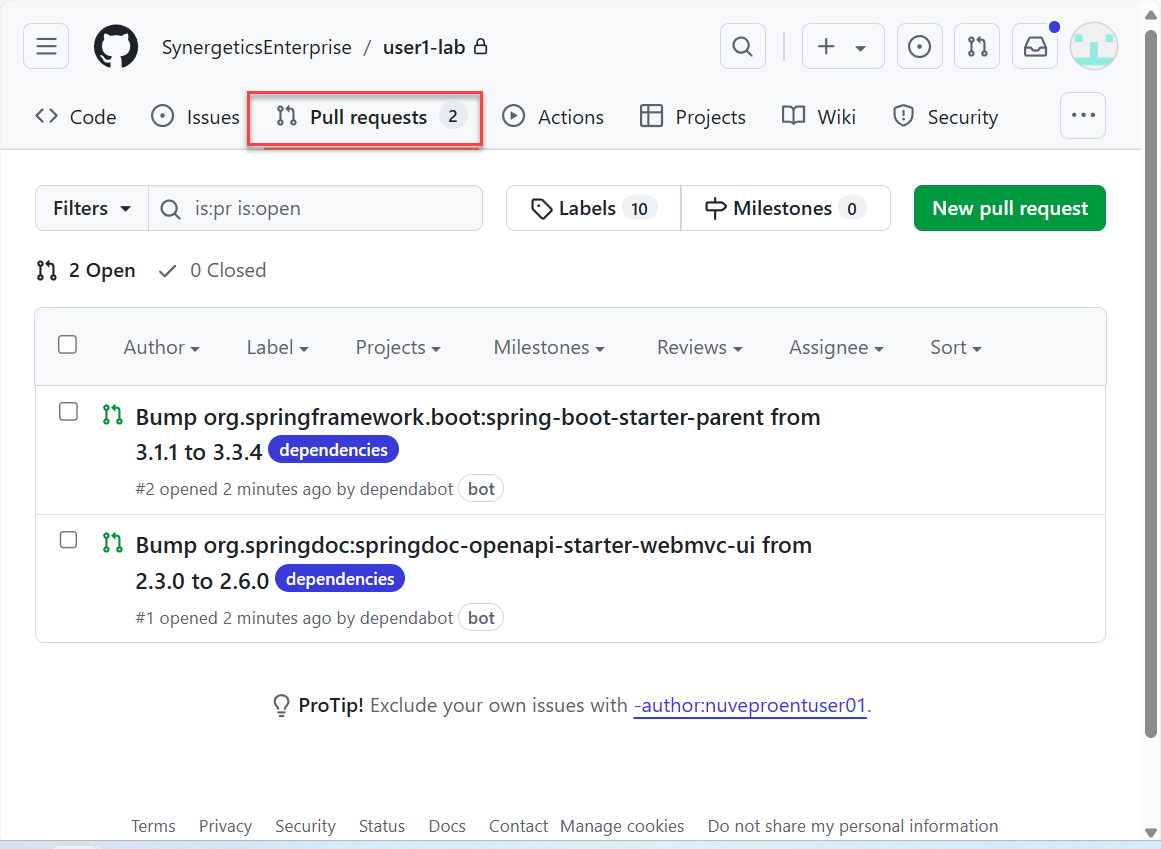 SynergeticsEnterprise / user1-lab
Code Issues Pull requests 2 Actions Projects Wiki Security
Filters is:pr is:open Labels 10 Milestones 0 New pull request
2 Open 0 Closed
Author Label Projects Milestones Reviews Assignee Sort
Bump org.springframework.boot:spring-boot-starter-parent from
3.1.1 to 3.3.4 dependencies
#2 opened 2 minutes ago by dependabot bot
Bump org.springdoc:springdoc-openapi-starter-webmvc-ui from
2.3.0 to 2.6.0 dependencies
#1 opened 2 minutes ago by dependabot bot
ProTip! Exclude your own issues with -author:nuveproentuser01.
Terms Privacy Security Status Docs Contact Manage cookies Do not share my personal information